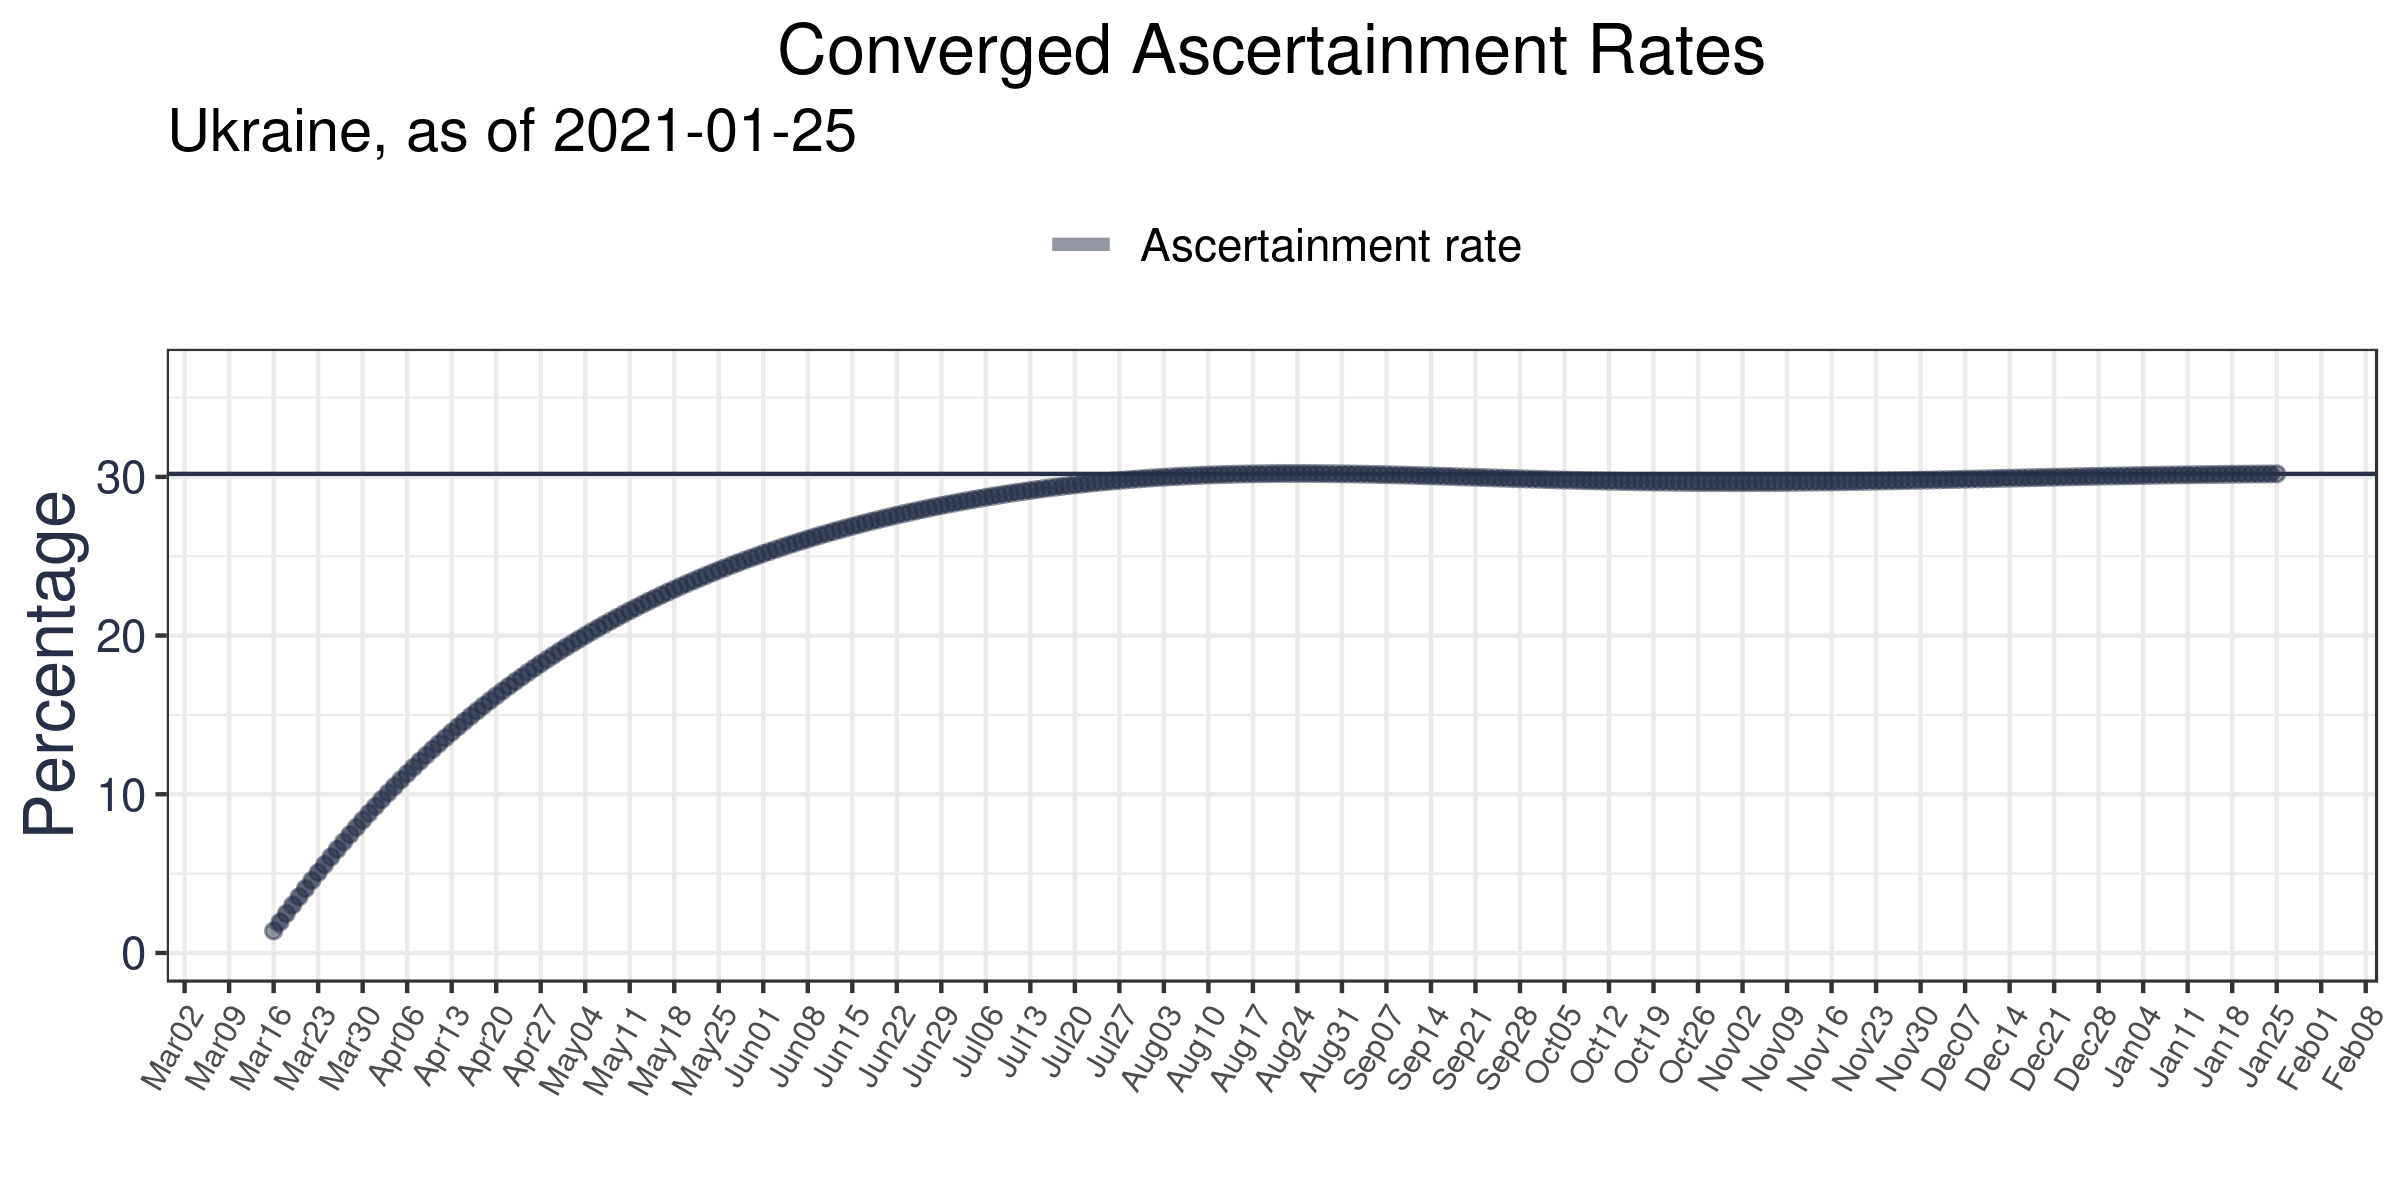 Converged Ascertainment Rates
Ukraine, as of 2021-01-25
Ascertainment rate
Percentage
30
20
10
0
Mar02
Mar09
Mar16
Mar23
Mar30
Apr06
Apr13
Apr20
Apr27
May04
May11
May18
May25
Jun01
Jun08
Jun15
Jun22
Jun29
Jul06
Jul13
Jul20
Jul27
Aug03
Aug10
Aug17
Aug24
Aug31
Sep07
Sep14
Sep21
Sep28
Oct05
Oct12
Oct19
Oct26
Nov02
Nov09
Nov16
Nov23
Nov30
Dec07
Dec14
Dec21
Dec28
Jan04
Jan11
Jan18
Jan25
Feb01
Feb08